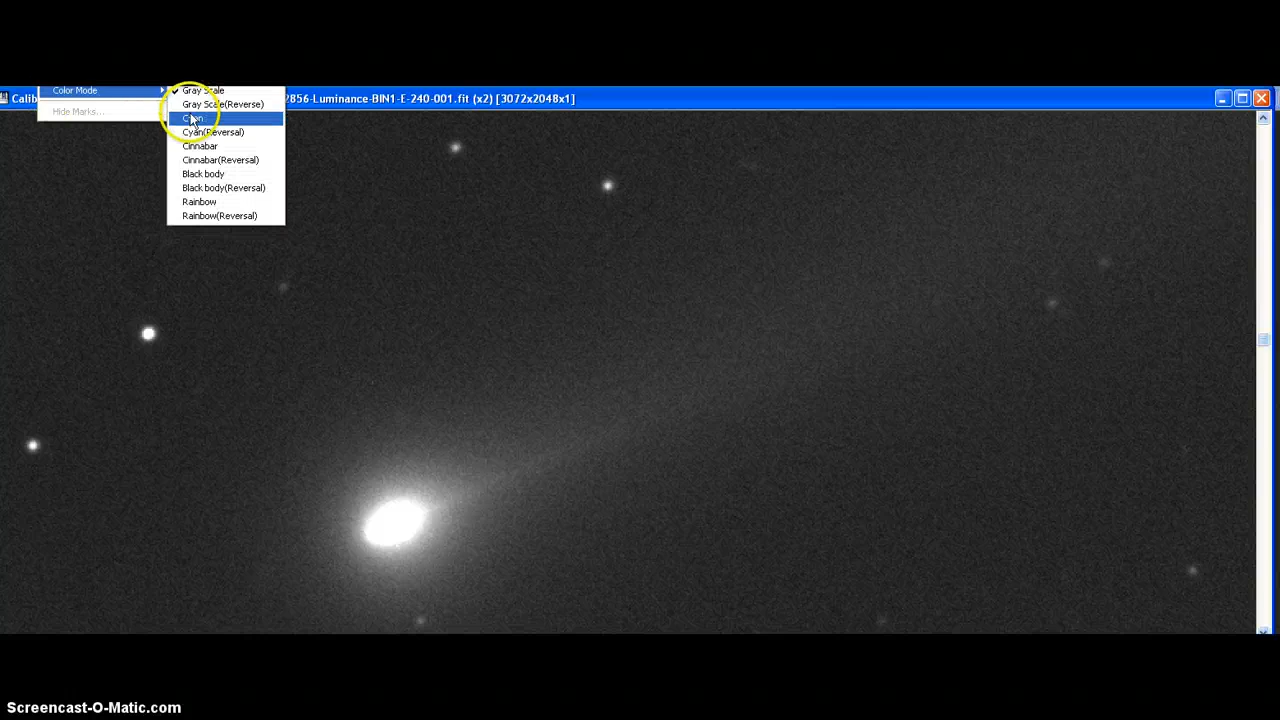 Color Mode
Hide Marks...
Gray Scale
Gray Scale(Reverse)
Cyan
Cyan(Reversal)
Cinnabar
Cinnabar(Reversal)
Black body
Black body(Reversal)
Rainbow
Rainbow(Reversal)
Calib
2856-Luminance-BIN1-E-240-001.fit (x2) [3072x2048x1]
Screencast-O-Matic.com